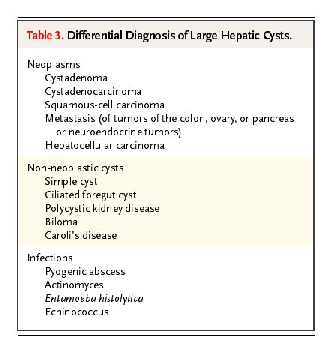 Table 3. Differential Diagnosis of Large Hepatic Cysts.
Neoplasms
Cystadenoma
Cystadenocarcinoma
Squamous-cell carcinoma
Metastasis (of tumors of the colon, ovary, or pancreas
or neuroendocrine tumors)
Hepatocellular carcinoma
Non-neoplastic cysts
Simple cyst
Ciliated foregut cyst
Polycystic kidney disease
Biloma
Caroli's disease
Infections
Pyogenic abscess
Actinomyces
Entamoeba histolytica
Echinococcus